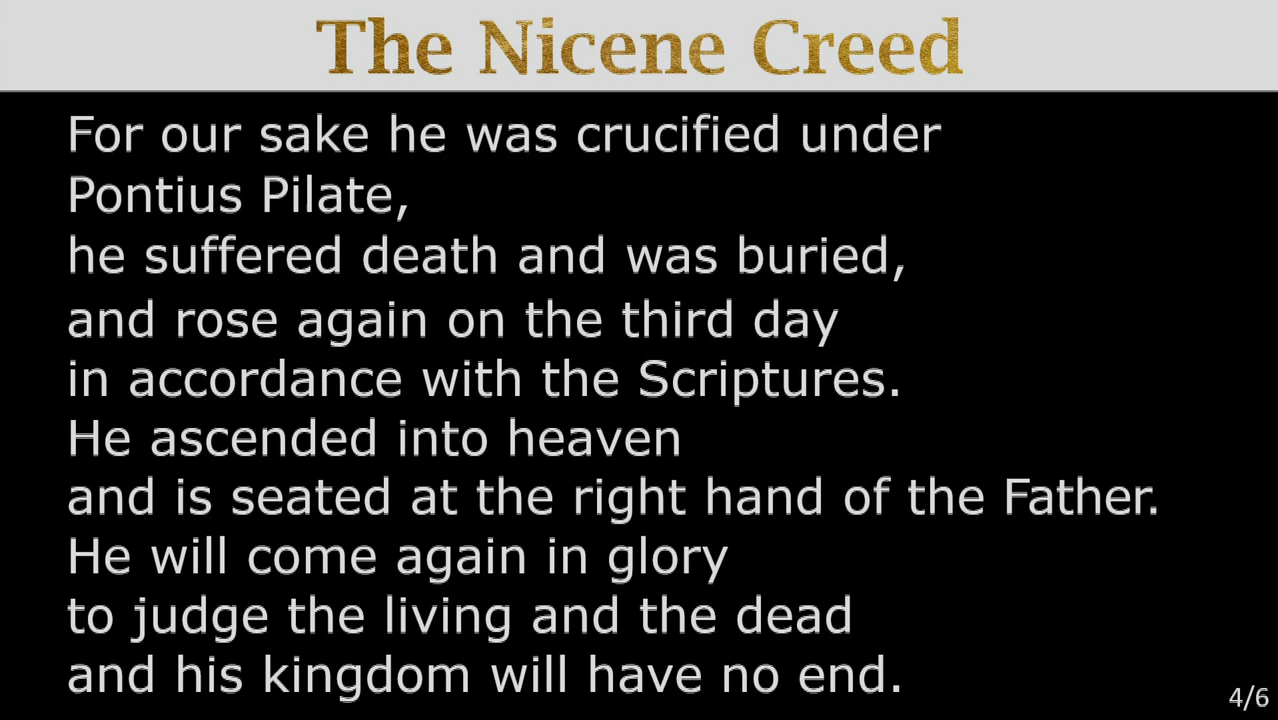 The Nicene Creed
For our sake he was crucified under
Pontius Pilate,
he suffered death and was buried,
and rose again on the third day
in accordance with the Scriptures.
He ascended into heaven
and is seated at the right hand of the Father.
He will come again in glory
to judge the living and the dead
and his kingdom will have no end.
4/6